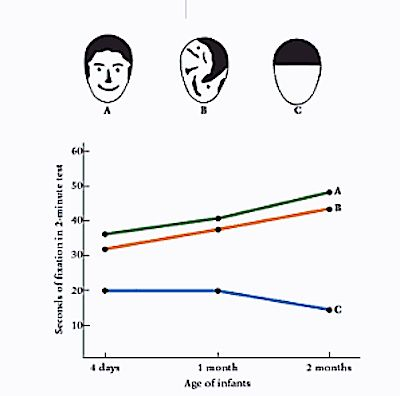 A B C
60
50
40
30
20
10
Seconds of fixation in 2-minute test
A
B
C
4 days 1 month 2 months
Age of infants